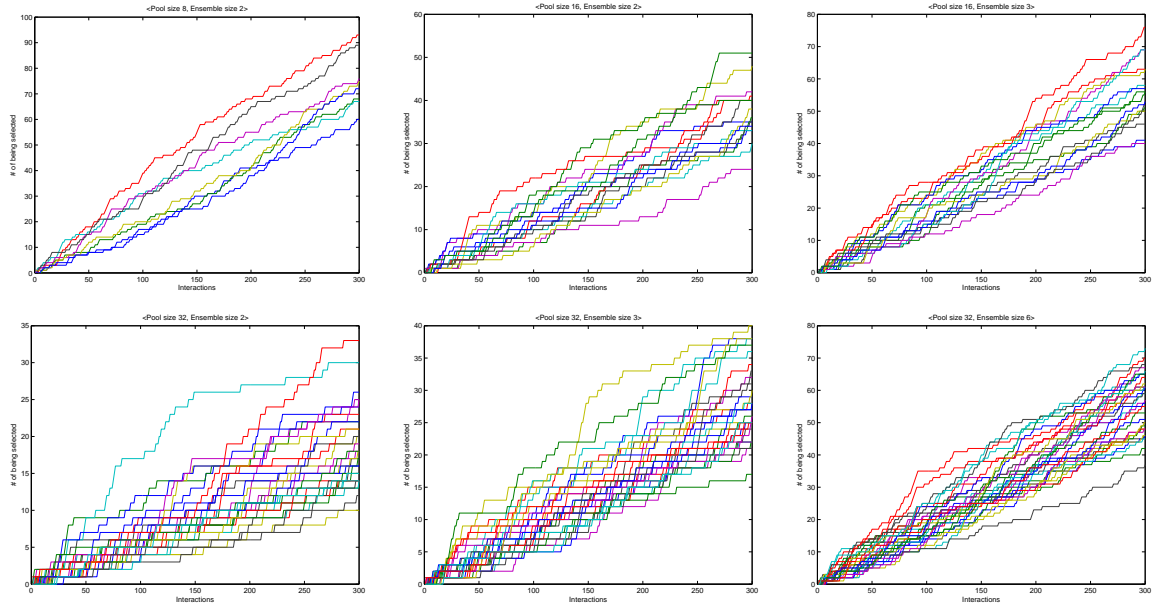 <Pool size 8, Ensemble size 2>
# of being selected
100
90
80
70
60
50
40
30
20
10
0
0 50 100 150 200 250 300
Interactions
<Pool size 16, Ensemble size 2>
# of being selected
60
50
40
30
20
10
0
0 50 100 150 200 250 300
Interactions
<Pool size 16, Ensemble size 3>
# of being selected
80
70
60
50
40
30
20
10
0
0 50 100 150 200 250 300
Interactions
<Pool size 32, Ensemble size 2>
# of being selected
35
30
25
20
15
10
5
0
0 50 100 150 200 250 300
Interactions
<Pool size 32, Ensemble size 3>
# of being selected
40
35
30
25
20
15
10
5
0
0 50 100 150 200 250 300
Interactions
<Pool size 32, Ensemble size 6>
# of being selected
80
70
60
50
40
30
20
10
0
0 50 100 150 200 250 300
Interactions